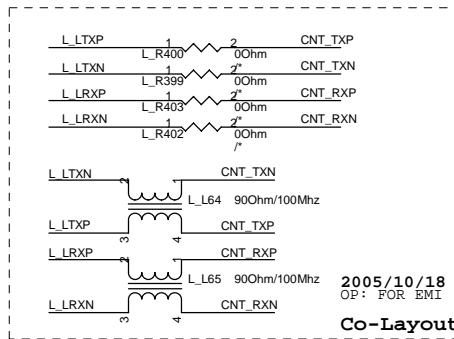 L_LTXP 1 2 CNT_TXP
L_R400 0Ohm
L_LTXN 1 /* 2 CNT_TXN
L_R399 0Ohm
L_LRXP 1 /* 2 CNT_RXP
L_R403 0Ohm
L_LRXN 1 /* 2 CNT_RXN
L_R402 0Ohm
/*
L_LTXN 2 1 CNT_TXN
L_L64 90Ohm/100Mhz
L_LTXP 3 4 CNT_TXP
L_LRXP 2 1 CNT_RXP
L_L65 90Ohm/100Mhz
L_LRXN 3 4 CNT_RXN
2005/10/18
OP: FOR EMI
Co-Layout